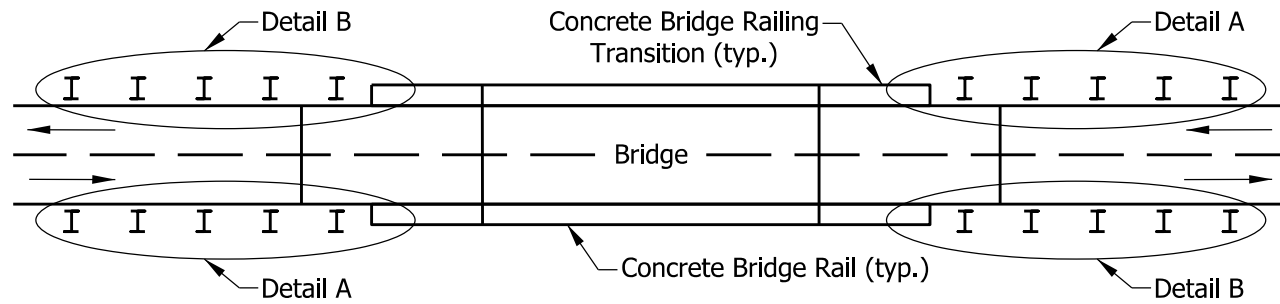 Detail B
Concrete Bridge Railing
Transition (typ.)
Detail A
Bridge
Detail A
Concrete Bridge Rail (typ.)
Detail B